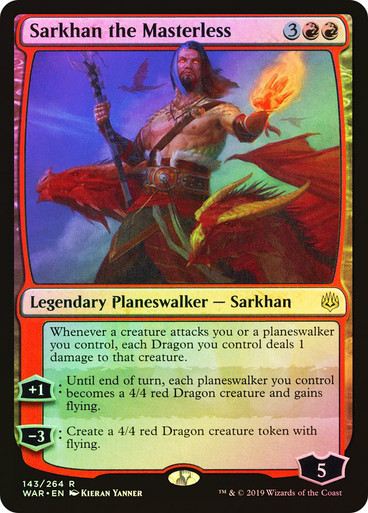 Sarkhan the Masterless 3
Legendary Planeswalker — Sarkhan
Whenever a creature attacks you or a planeswalker
you control, each Dragon you control deals 1
damage to that creature.
+1: Until end of turn, each planeswalker you control
becomes a 4/4 red Dragon creature and gains
flying.
−3: Create a 4/4 red Dragon creature token with
flying.
5
143/264 R
WAR • EN Kieran Yanner
™ & © 2019 Wizards of the Coast